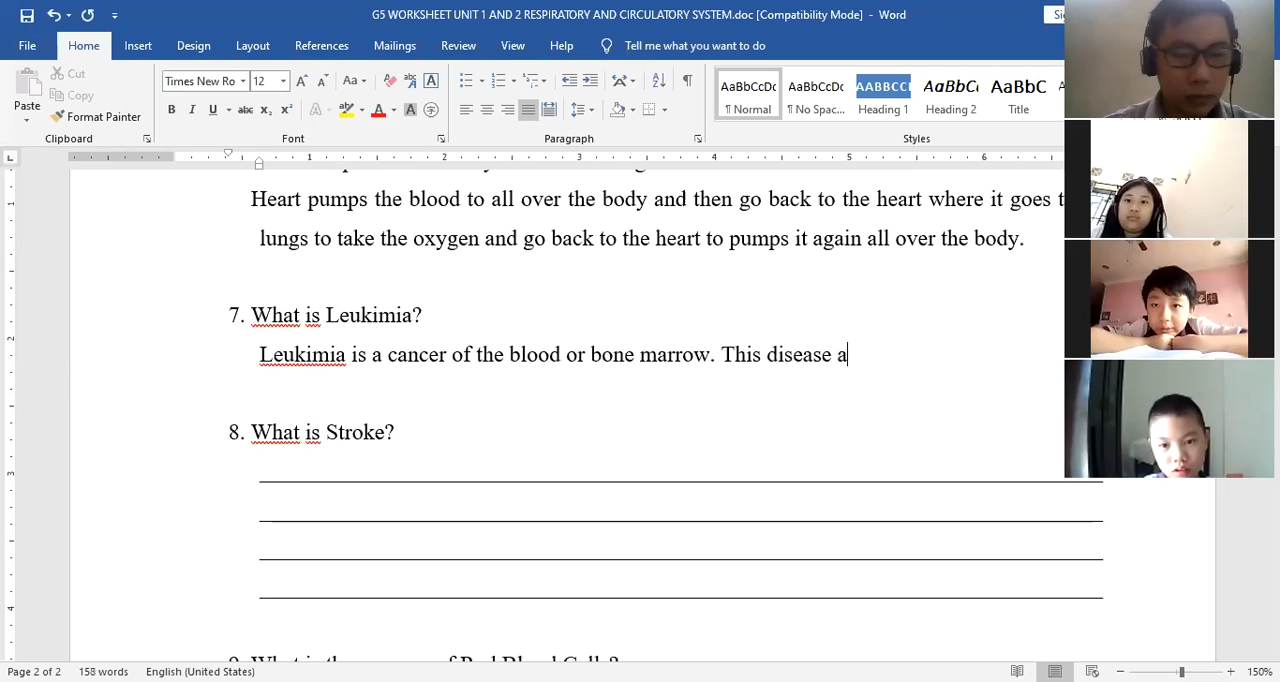 G5 WORKSHEET UNIT 1 AND 2 RESPIRATORY AND CIRCULATORY SYSTEM.doc [Compatibility Mode] - Word
File Home Insert Design Layout References Mailings Review View Help Tell me what you want to do
Cut
Copy
Paste
Format Painter
Clipboard
Times New Ro 12
Font
Paragraph
AaBbCcDc AaBbCcDc AABBCCI AaBbCc AaBbC
¶ Normal ¶ No Spac... Heading 1 Heading 2 Title
Styles
1 2 3 4 5 6
Heart pumps the blood to all over the body and then go back to the heart where it goes
lungs to take the oxygen and go back to the heart to pumps it again all over the body.
7. What is Leukimia?
Leukimia is a cancer of the blood or bone marrow. This disease a
8. What is Stroke?
Page 2 of 2 158 words English (United States) 150%